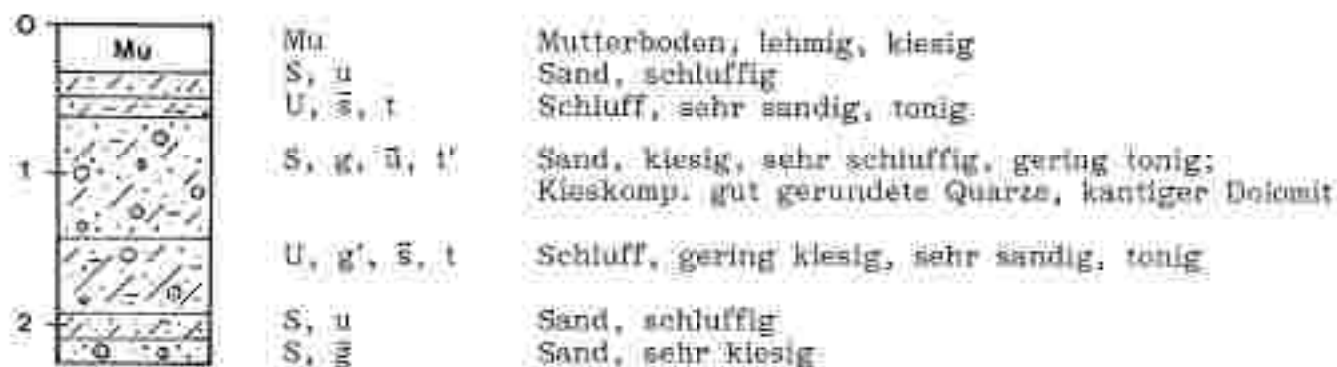 0 Mu Mu Mutterboden, lehmig, kiesig
S, u Sand, schluffig
U, s̄, t Schluff, sehr sandig, tonig
1 S, g, ū, t' Sand, kiesig, sehr schluffig, gering tonig;
Kieskomp. gut gerundete Quarze, kantiger Dolomit
U, g', s̄, t Schluff, gering kiesig, sehr sandig, tonig
2 S, u Sand, schluffig
S, ḡ Sand, sehr kiesig